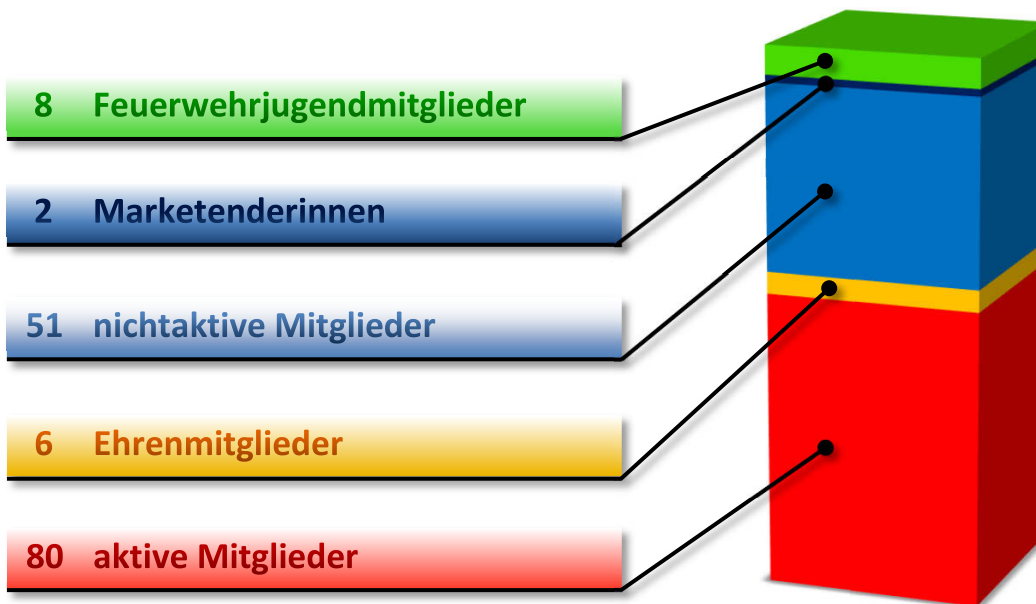 8 Feuerwehrjugendmitglieder
2 Marketenderinnen
51 nichtaktive Mitglieder
6 Ehrenmitglieder
80 aktive Mitglieder